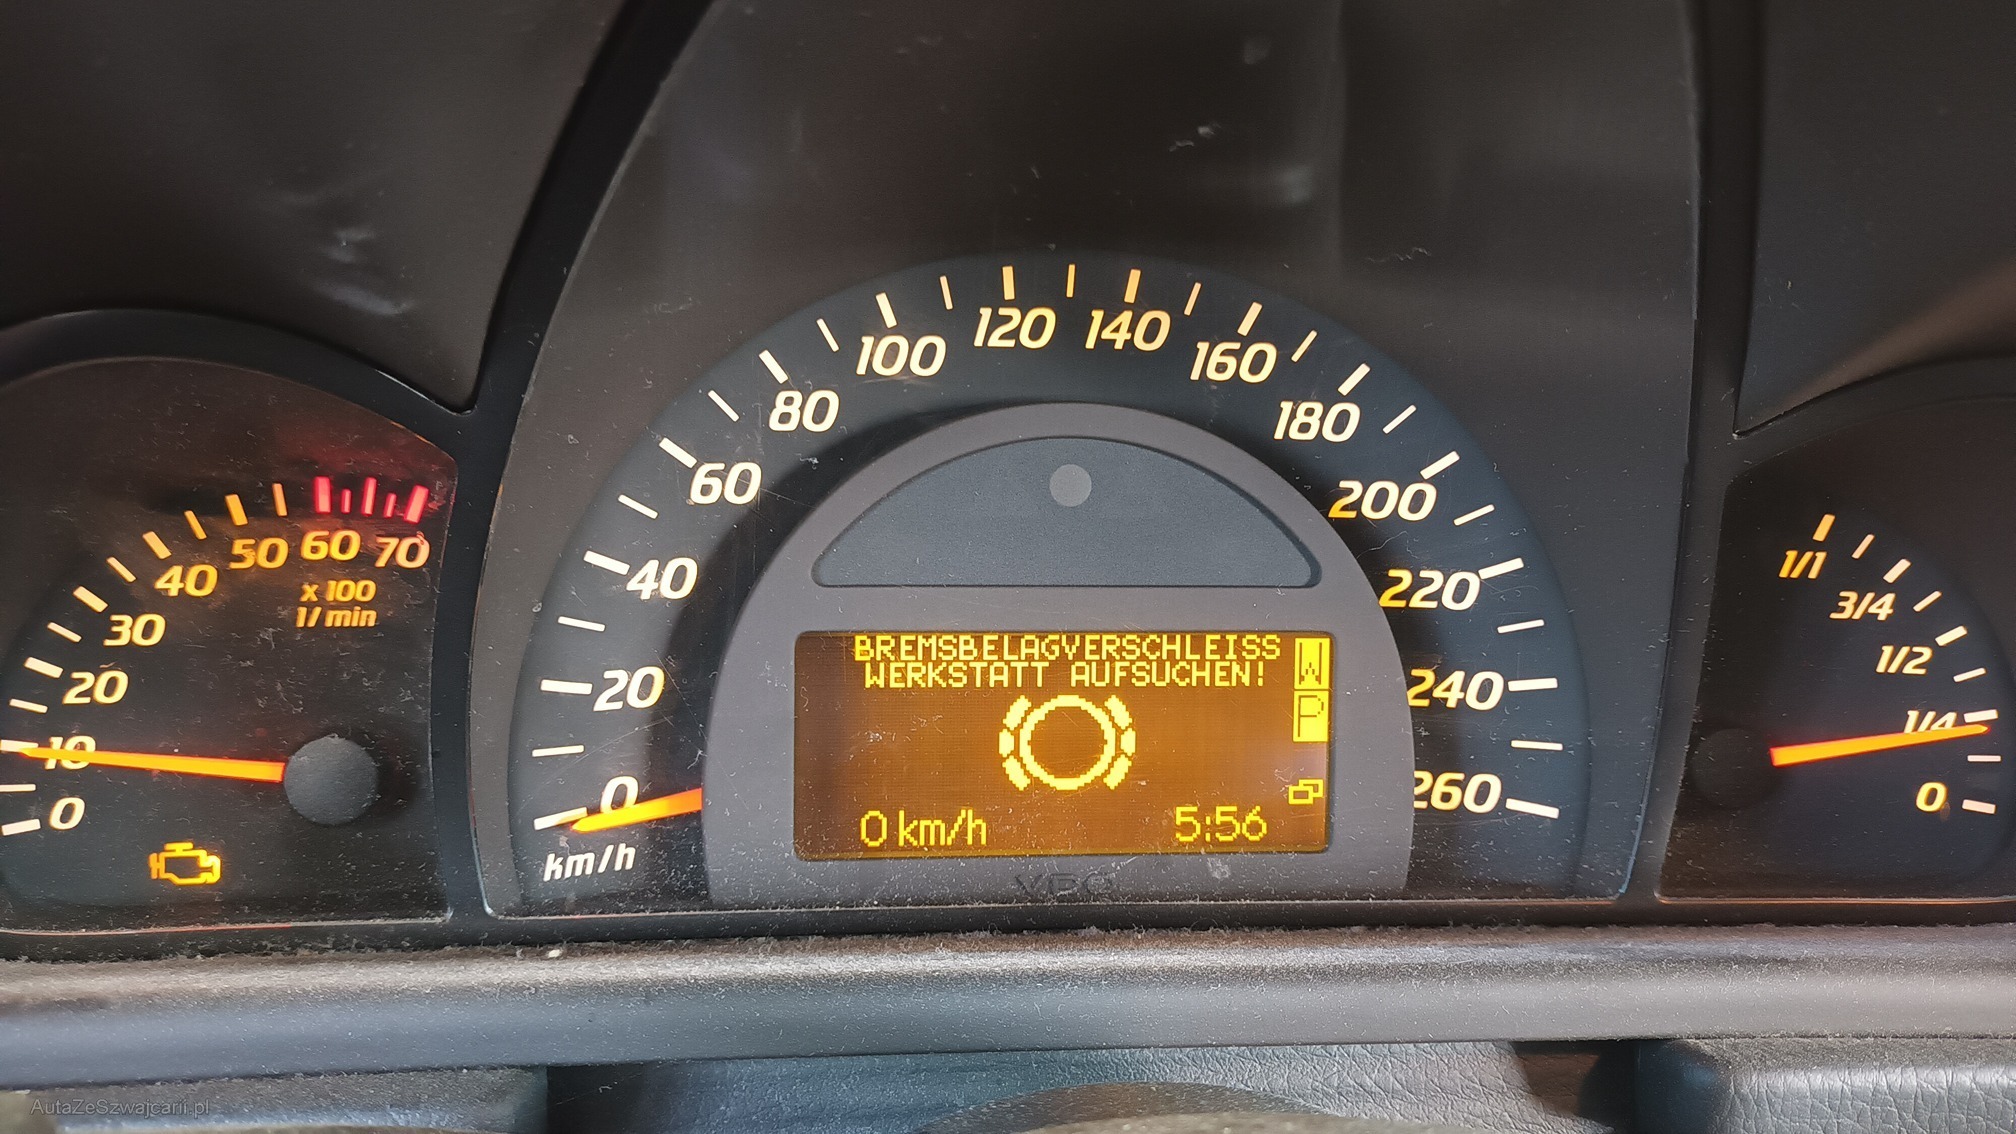 BREMSBELAGVERSCHLEISS
WERKSTATT AUFSUCHEN!
W
P
0 km/h 5:56
0
10
20
30
40
50
60
70
x 100
1/min
0
20
40
60
80
100
120
140
160
180
200
220
240
260
km/h
1/1
3/4
1/2
1/4
0
VDO
AutaZeSzwajcarii.pl